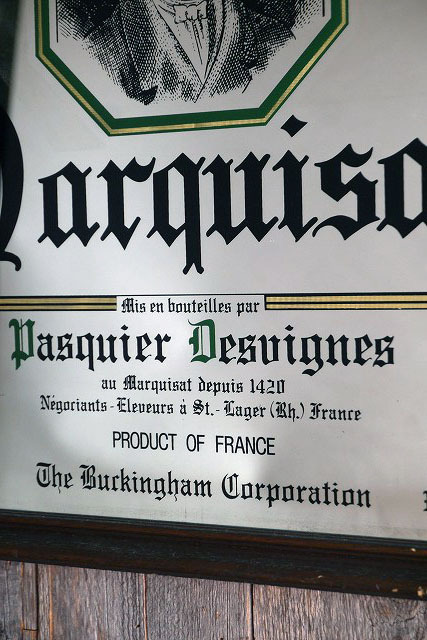 Marquisa
Mis en bouteilles par
Pasquier Desvignes
au Marquisat depuis 1420
Négociants-Eleveurs à St.-Lager (Rh.) France
PRODUCT OF FRANCE
The Buckingham Corporation